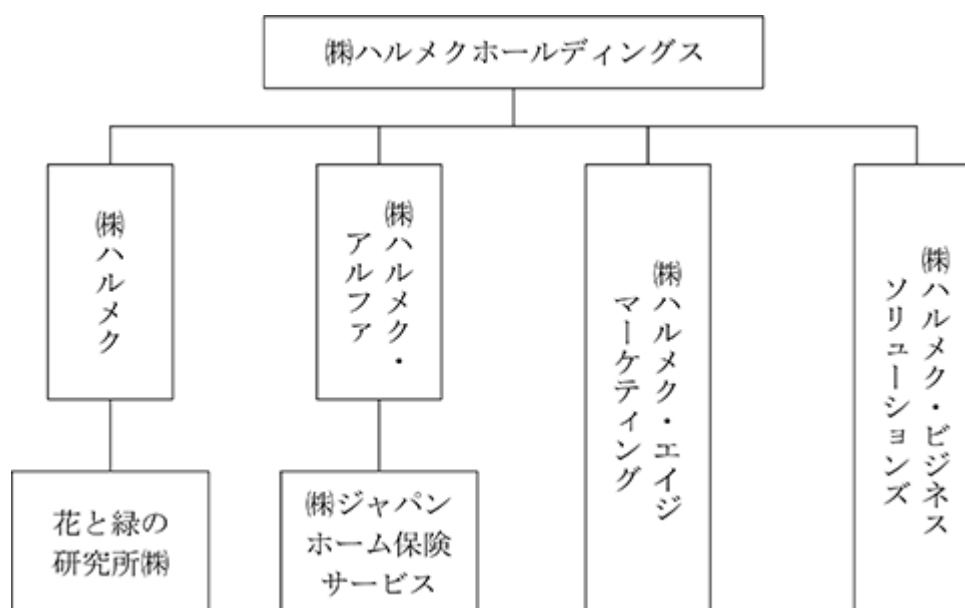 ㈱ハルメクホールディングス
㈱ハルメク
㈱ハルメク・
アルファ
㈱ハルメク・エイジ
マーケティング
㈱ハルメク・ビジネス
ソリューションズ
花と緑の
研究所㈱
㈱ジャパン
ホーム保険
サービス